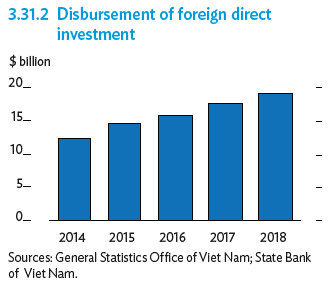 3.31.2 Disbursement of foreign direct
investment
$ billion
20
15
10
5
0
2014 2015 2016 2017 2018
Sources: General Statistics Office of Viet Nam; State Bank
of Viet Nam.